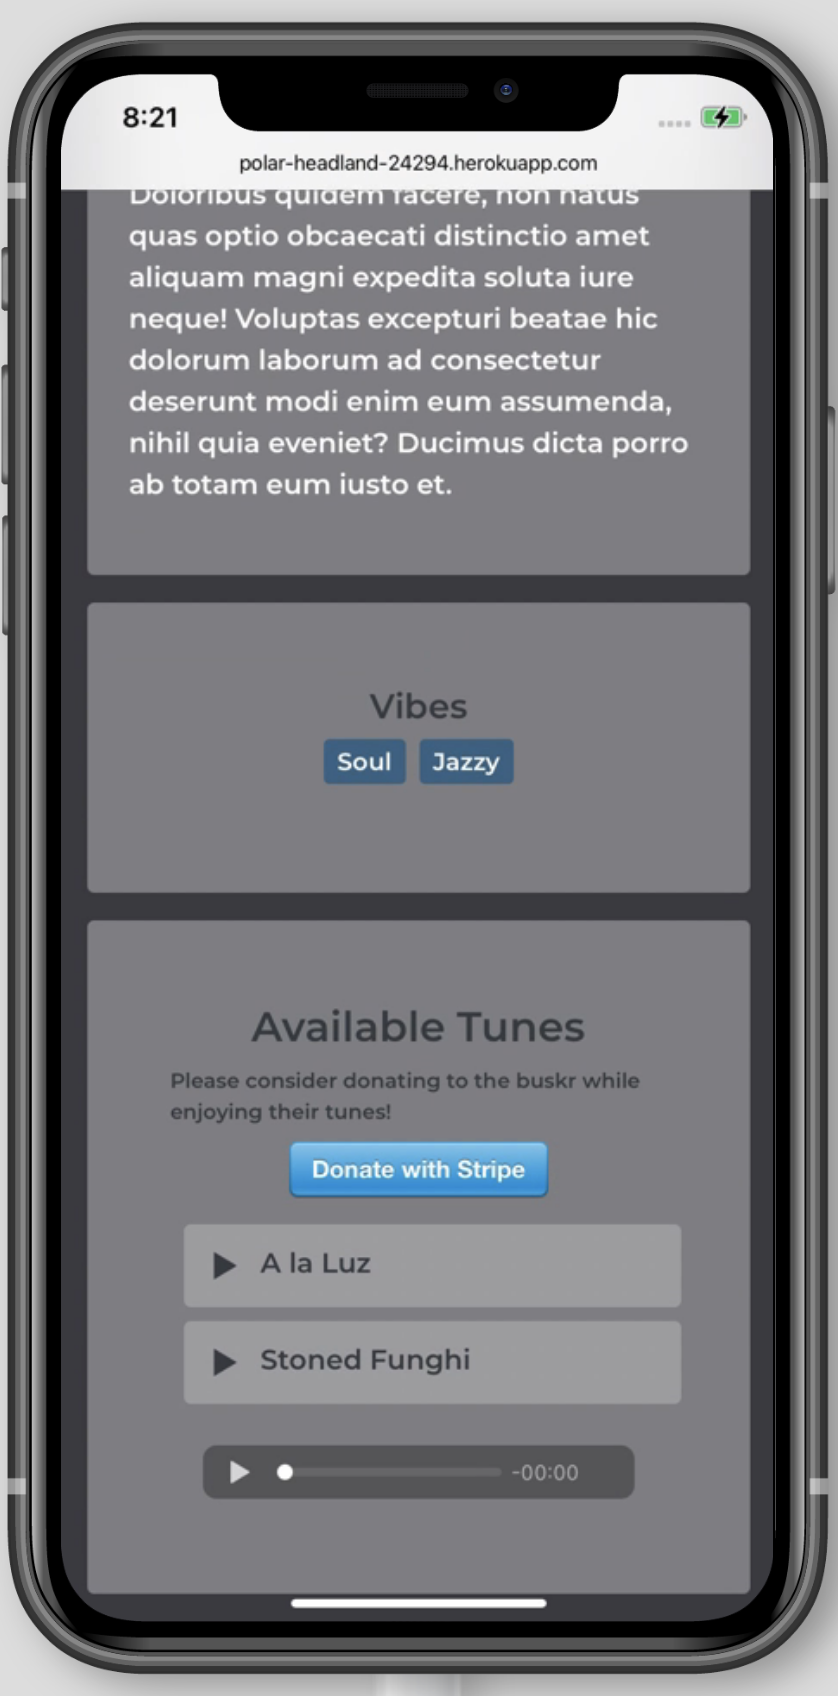 8:21
polar-headland-24294.herokuapp.com
Doloribus quidem facere, non natus
quas optio obcaecati distinctio amet
aliquam magni expedita soluta iure
neque! Voluptas excepturi beatae hic
dolorum laborum ad consectetur
deserunt modi enim eum assumenda,
nihil quia eveniet? Ducimus dicta porro
ab totam eum iusto et.
Vibes
Soul Jazzy
Available Tunes
Please consider donating to the buskr while
enjoying their tunes!
Donate with Stripe
A la Luz
Stoned Funghi
-00:00